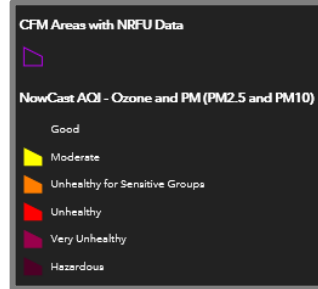 CFM Areas with NRFU Data
NowCast AQI - Ozone and PM (PM2.5 and PM10)
Good
Moderate
Unhealthy for Sensitive Groups
Unhealthy
Very Unhealthy
Hazardous